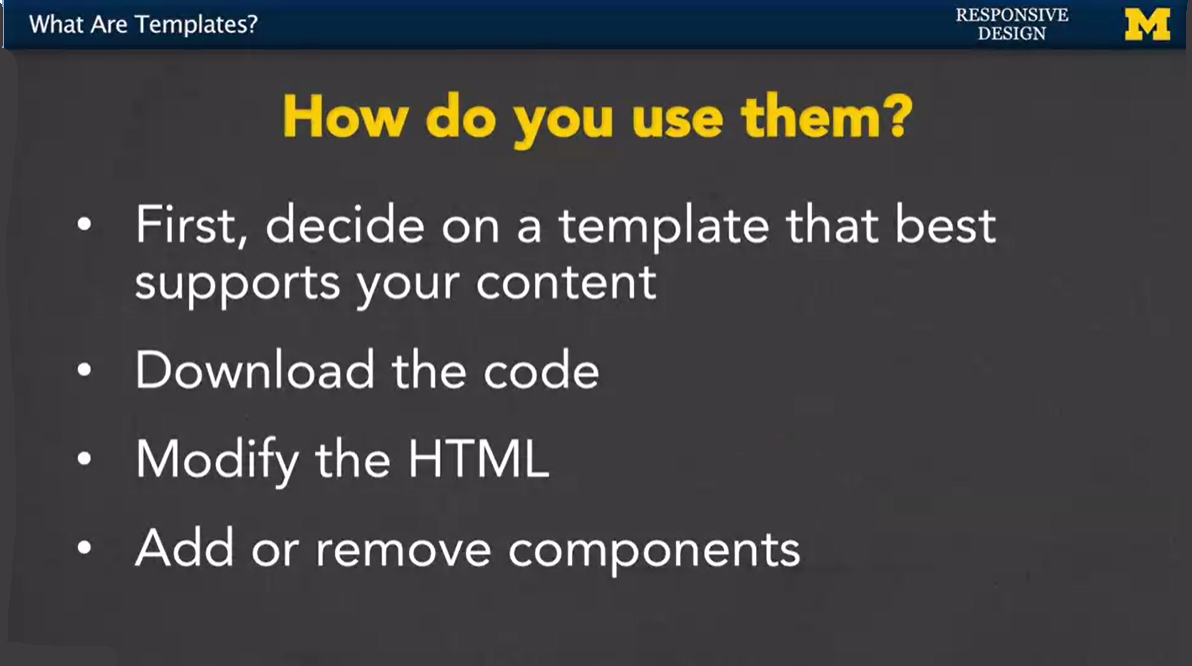 What Are Templates?
RESPONSIVE
DESIGN
M
How do you use them?
• First, decide on a template that best
supports your content
• Download the code
• Modify the HTML
• Add or remove components